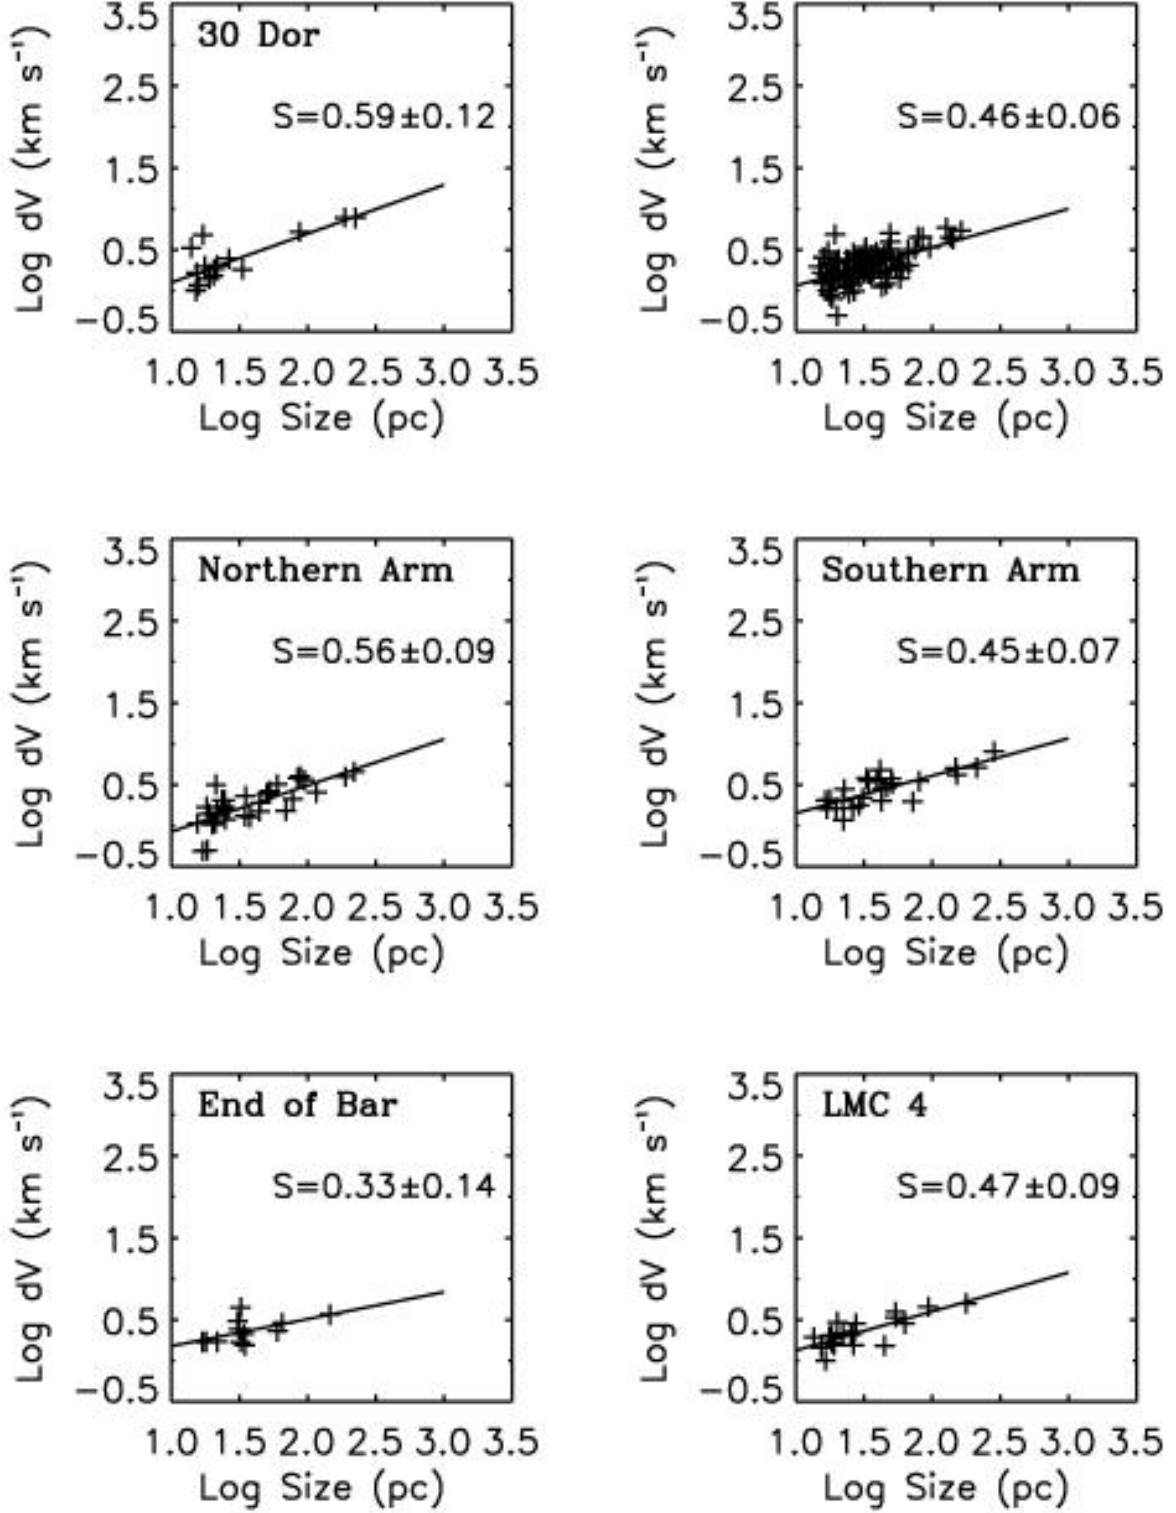 3.5
2.5
1.5
0.5
−0.5
Log dV (km s⁻¹)
30 Dor
S=0.59±0.12
1.0 1.5 2.0 2.5 3.0 3.5
Log Size (pc)
3.5
2.5
1.5
0.5
−0.5
Log dV (km s⁻¹)
S=0.46±0.06
1.0 1.5 2.0 2.5 3.0 3.5
Log Size (pc)
3.5
2.5
1.5
0.5
−0.5
Log dV (km s⁻¹)
Northern Arm
S=0.56±0.09
1.0 1.5 2.0 2.5 3.0 3.5
Log Size (pc)
3.5
2.5
1.5
0.5
−0.5
Log dV (km s⁻¹)
Southern Arm
S=0.45±0.07
1.0 1.5 2.0 2.5 3.0 3.5
Log Size (pc)
3.5
2.5
1.5
0.5
−0.5
Log dV (km s⁻¹)
End of Bar
S=0.33±0.14
1.0 1.5 2.0 2.5 3.0 3.5
Log Size (pc)
3.5
2.5
1.5
0.5
−0.5
Log dV (km s⁻¹)
LMC 4
S=0.47±0.09
1.0 1.5 2.0 2.5 3.0 3.5
Log Size (pc)